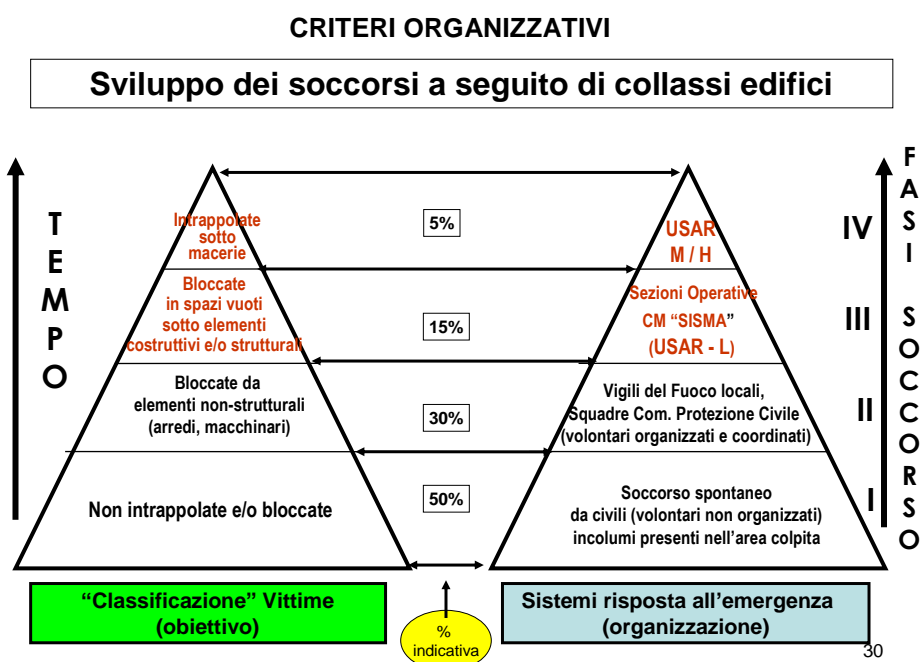 CRITERI ORGANIZZATIVI
Sviluppo dei soccorsi a seguito di collassi edifici
TEMPO
Intrappolate
sotto
macerie
Bloccate
in spazi vuoti
sotto elementi
costruttivi e/o strutturali
Bloccate da
elementi non-strutturali
(arredi, macchinari)
Non intrappolate e/o bloccate
5%
15%
30%
50%
USAR
M / H
Sezioni Operative
CM “SISMA”
(USAR - L)
Vigili del Fuoco locali,
Squadre Com. Protezione Civile
(volontari organizzati e coordinati)
Soccorso spontaneo
da civili (volontari non organizzati)
incolumi presenti nell'area colpita
IV
III
II
I
FASI SOCCORSO
“Classificazione” Vittime
(obiettivo)
%
indicativa
Sistemi risposta all'emergenza
(organizzazione)
30